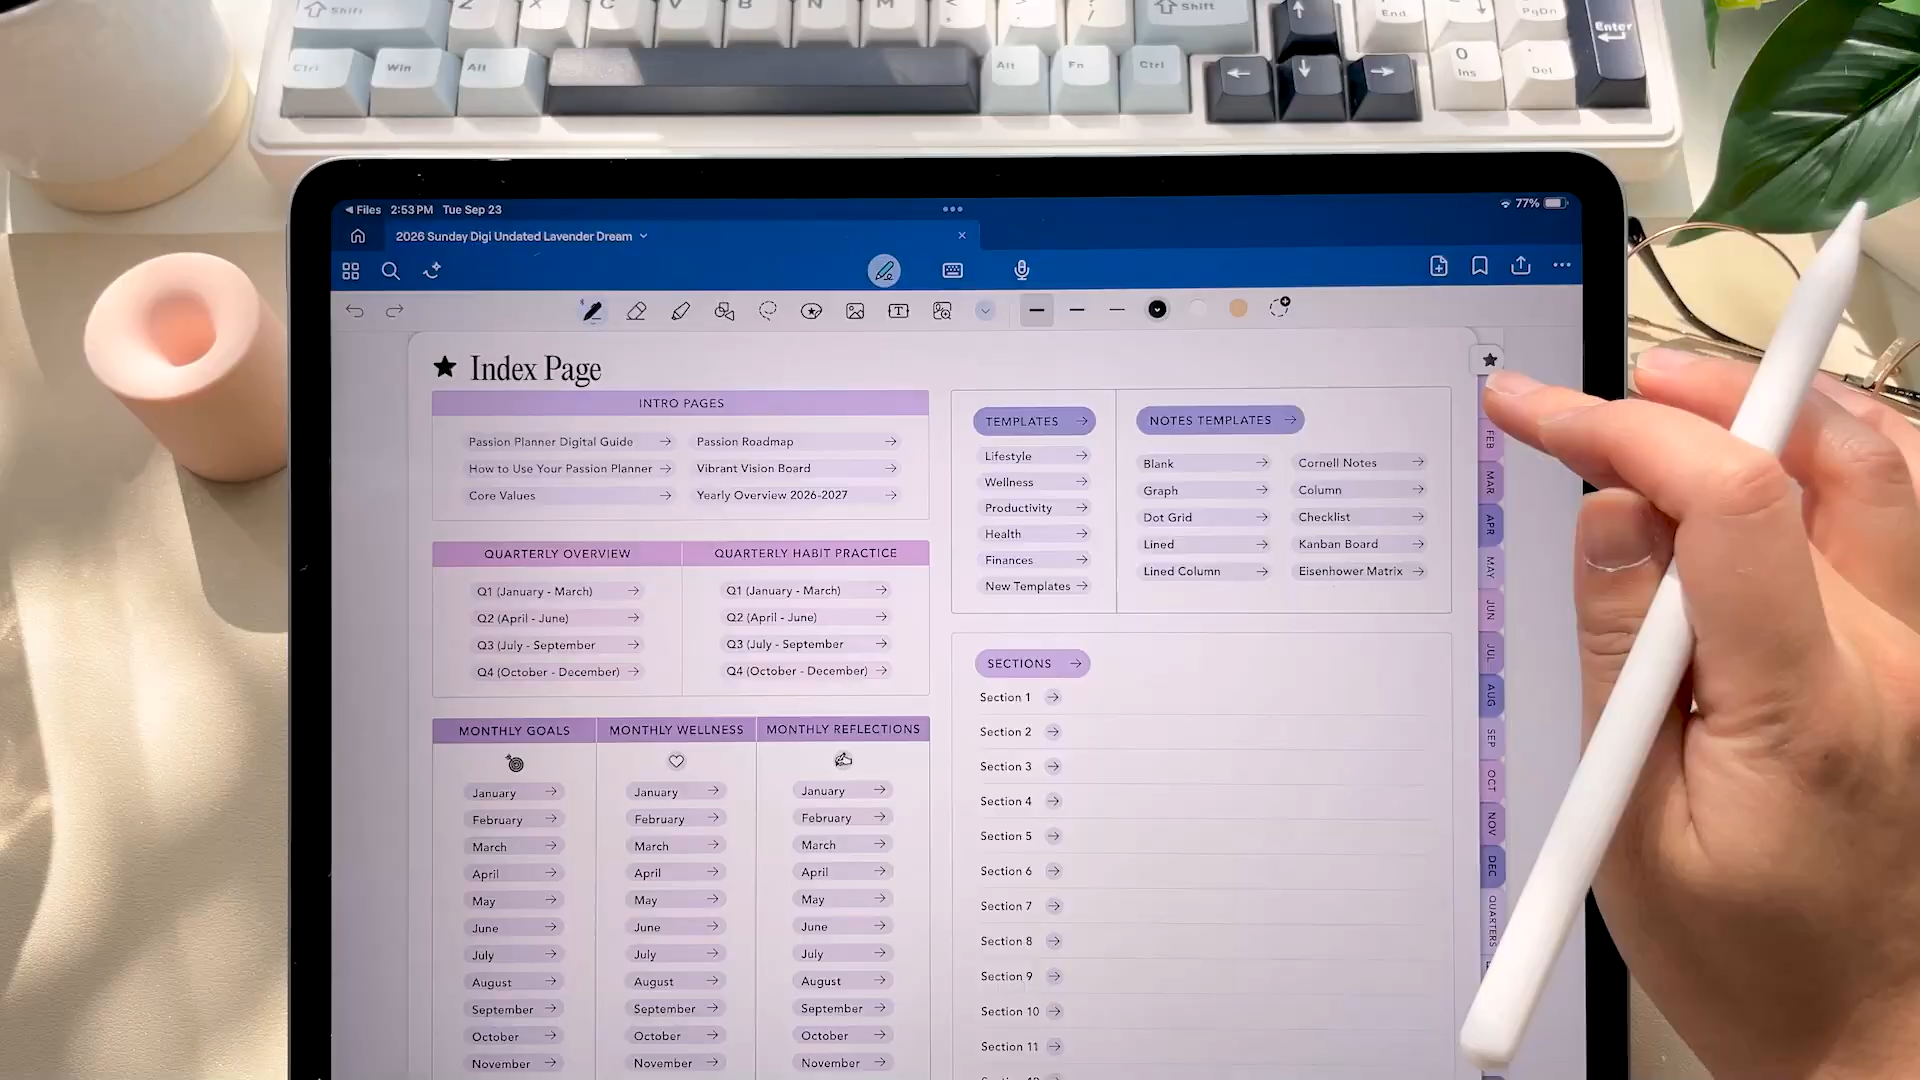 Shift
Z X C V B N M
Shift
End
PgDn
Enter
Ctrl
Win
Alt
Alt
Fn
Ctrl
0
Ins
Del
Files 2:53 PM Tue Sep 23
77%
2026 Sunday Digi Undated Lavender Dream
T
Index Page
INTRO PAGES
Passion Planner Digital Guide
Passion Roadmap
How to Use Your Passion Planner
Vibrant Vision Board
Core Values
Yearly Overview 2026-2027
QUARTERLY OVERVIEW
Q1 (January - March)
Q2 (April - June)
Q3 (July - September
Q4 (October - December)
QUARTERLY HABIT PRACTICE
Q1 (January - March)
Q2 (April - June)
Q3 (July - September
Q4 (October - December)
MONTHLY GOALS
January
February
March
April
May
June
July
August
September
October
November
MONTHLY WELLNESS
January
February
March
April
May
June
July
August
September
October
November
MONTHLY REFLECTIONS
January
February
March
April
May
June
July
August
September
October
November
TEMPLATES
Lifestyle
Wellness
Productivity
Health
Finances
New Templates
NOTES TEMPLATES
Blank
Graph
Dot Grid
Lined
Lined Column
Cornell Notes
Column
Checklist
Kanban Board
Eisenhower Matrix
SECTIONS
Section 1
Section 2
Section 3
Section 4
Section 5
Section 6
Section 7
Section 8
Section 9
Section 10
Section 11
FEB
MAR
APR
MAY
JUN
JUL
AUG
SEP
OCT
NOV
DEC
QUARTERS